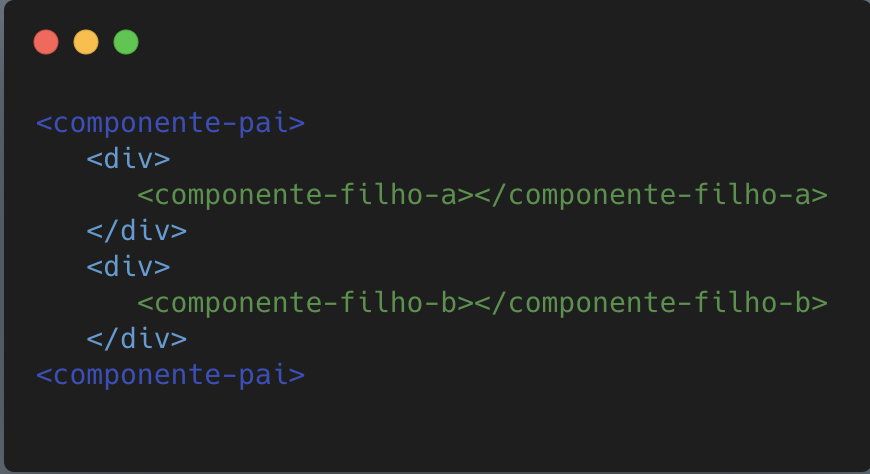 <componente-pai>
<div>
<componente-filho-a></componente-filho-a>
</div>
<div>
<componente-filho-b></componente-filho-b>
</div>
<componente-pai>